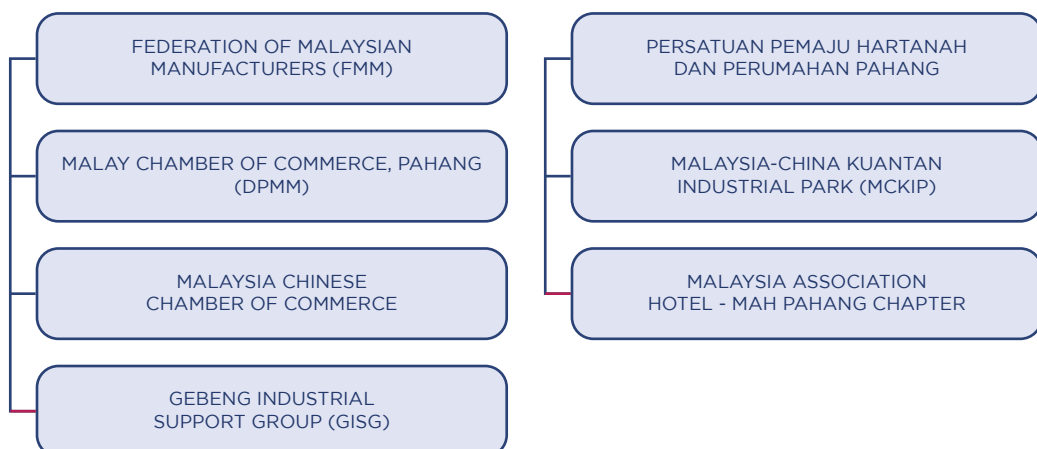 FEDERATION OF MALAYSIAN
MANUFACTURERS (FMM)
MALAY CHAMBER OF COMMERCE, PAHANG
(DPMM)
MALAYSIA CHINESE
CHAMBER OF COMMERCE
GEBENG INDUSTRIAL
SUPPORT GROUP (GISG)
PERSATUAN PEMAJU HARTANAH
DAN PERUMAHAN PAHANG
MALAYSIA-CHINA KUANTAN
INDUSTRIAL PARK (MCKIP)
MALAYSIA ASSOCIATION
HOTEL - MAH PAHANG CHAPTER